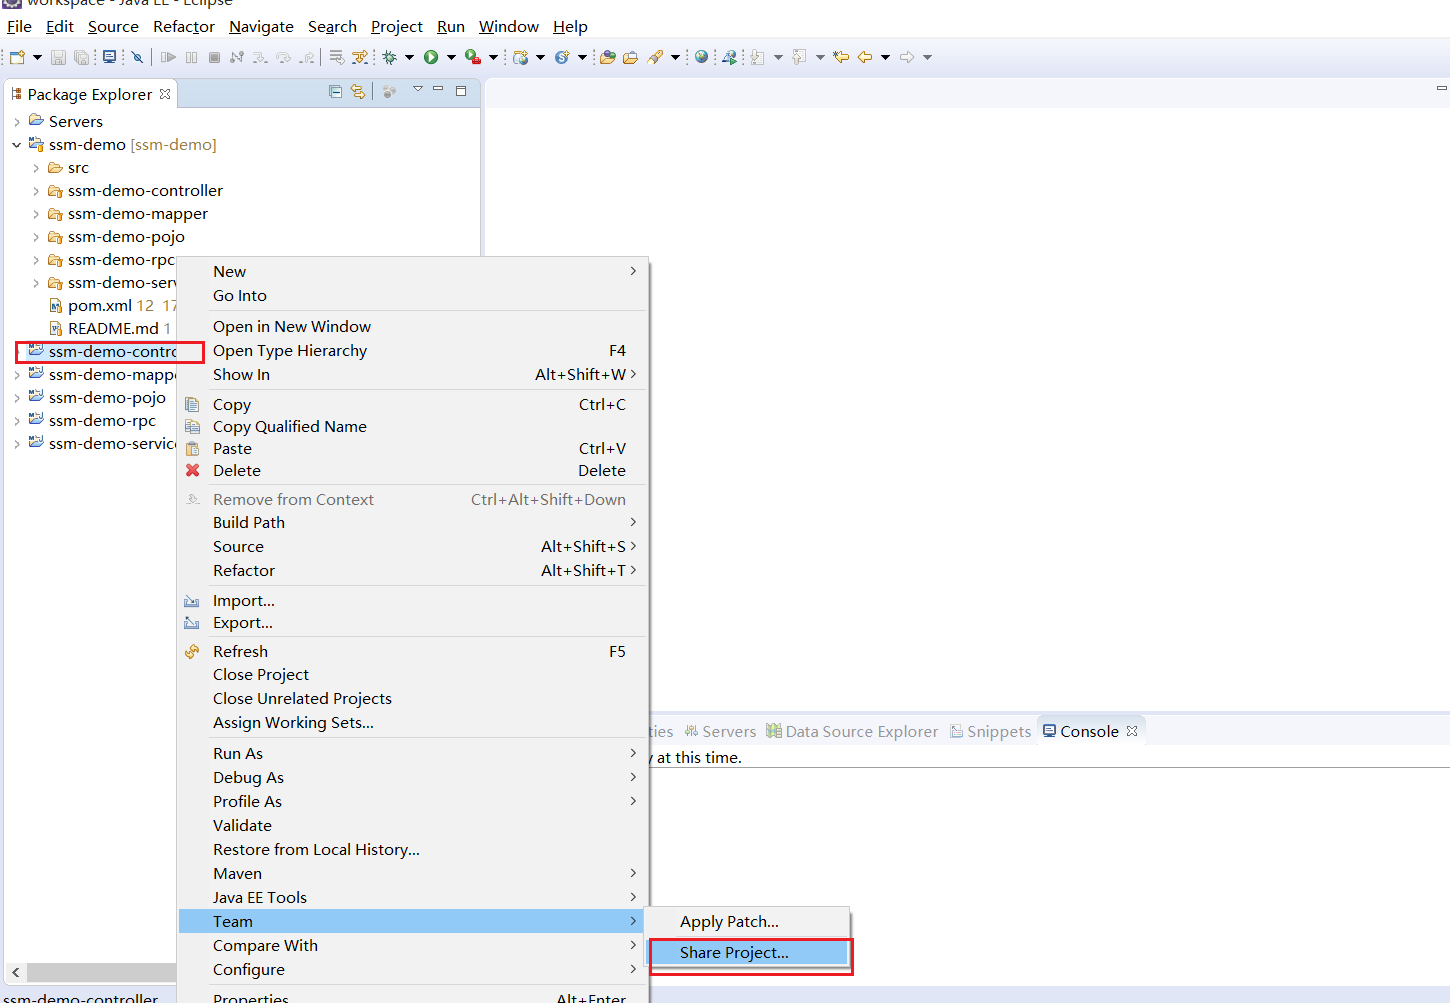 workspace - Java EE - Eclipse
File Edit Source Refactor Navigate Search Project Run Window Help
Package Explorer
Servers
ssm-demo [ssm-demo]
src
ssm-demo-controller
ssm-demo-mapper
ssm-demo-pojo
ssm-demo-rpc
ssm-demo-serv
pom.xml 12 17
README.md 1
ssm-demo-contro
ssm-demo-mapp
ssm-demo-pojo
ssm-demo-rpc
ssm-demo-service
New
Go Into
Open in New Window
Open Type Hierarchy F4
Show In Alt+Shift+W
Copy Ctrl+C
Copy Qualified Name
Paste Ctrl+V
Delete Delete
Remove from Context Ctrl+Alt+Shift+Down
Build Path
Source Alt+Shift+S
Refactor Alt+Shift+T
Import...
Export...
Refresh F5
Close Project
Close Unrelated Projects
Assign Working Sets...
Run As
Debug As
Profile As
Validate
Restore from Local History...
Maven
Java EE Tools
Team
Compare With
Configure
Properties Alt+Enter
Apply Patch...
Share Project...
ties Servers Data Source Explorer Snippets Console
y at this time.
ssm-demo-controller